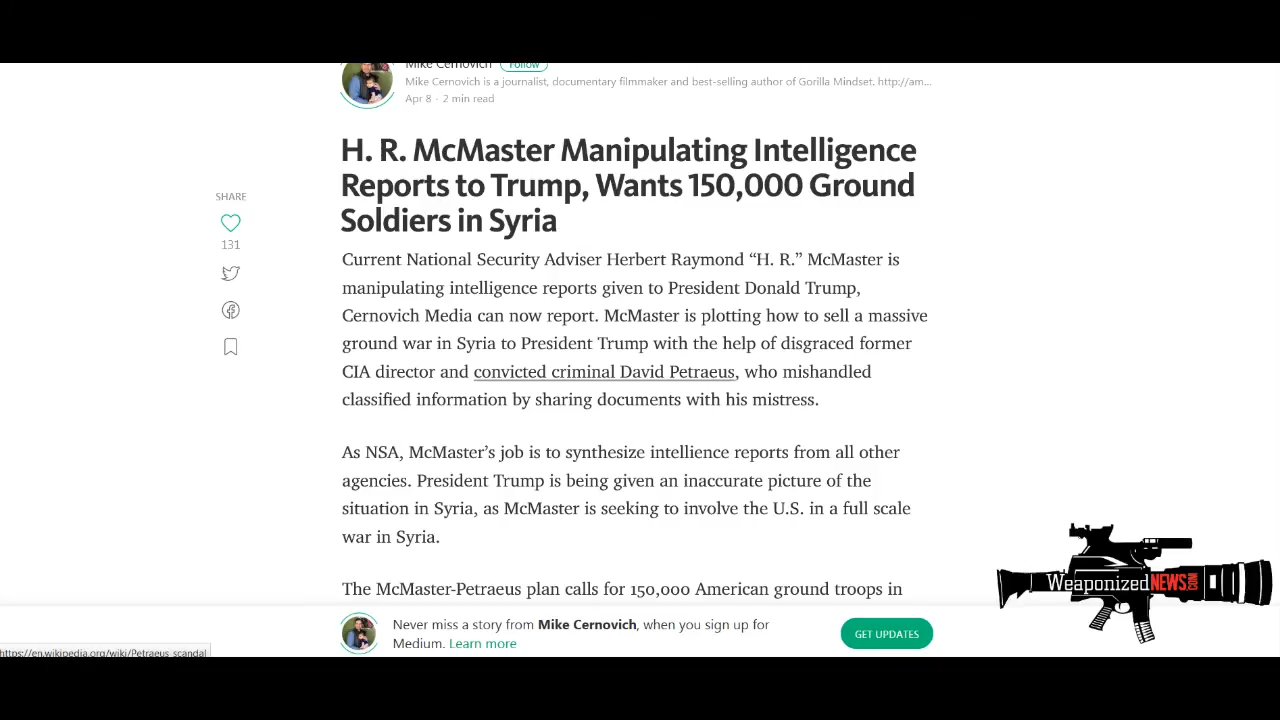 Mike Cernovich Follow
Mike Cernovich is a journalist, documentary filmmaker and best-selling author of Gorilla Mindset. http://am...
Apr 8 · 2 min read
H. R. McMaster Manipulating Intelligence
Reports to Trump, Wants 150,000 Ground
Soldiers in Syria
SHARE
131
Current National Security Adviser Herbert Raymond “H. R.” McMaster is
manipulating intelligence reports given to President Donald Trump,
Cernovich Media can now report. McMaster is plotting how to sell a massive
ground war in Syria to President Trump with the help of disgraced former
CIA director and convicted criminal David Petraeus, who mishandled
classified information by sharing documents with his mistress.
As NSA, McMaster’s job is to synthesize intellience reports from all other
agencies. President Trump is being given an inaccurate picture of the
situation in Syria, as McMaster is seeking to involve the U.S. in a full scale
war in Syria.
The McMaster-Petraeus plan calls for 150,000 American ground troops in
WeaponizedNEWS.COM
Never miss a story from Mike Cernovich, when you sign up for
Medium. Learn more
GET UPDATES
https://en.wikipedia.org/wiki/Petraeus_scandal